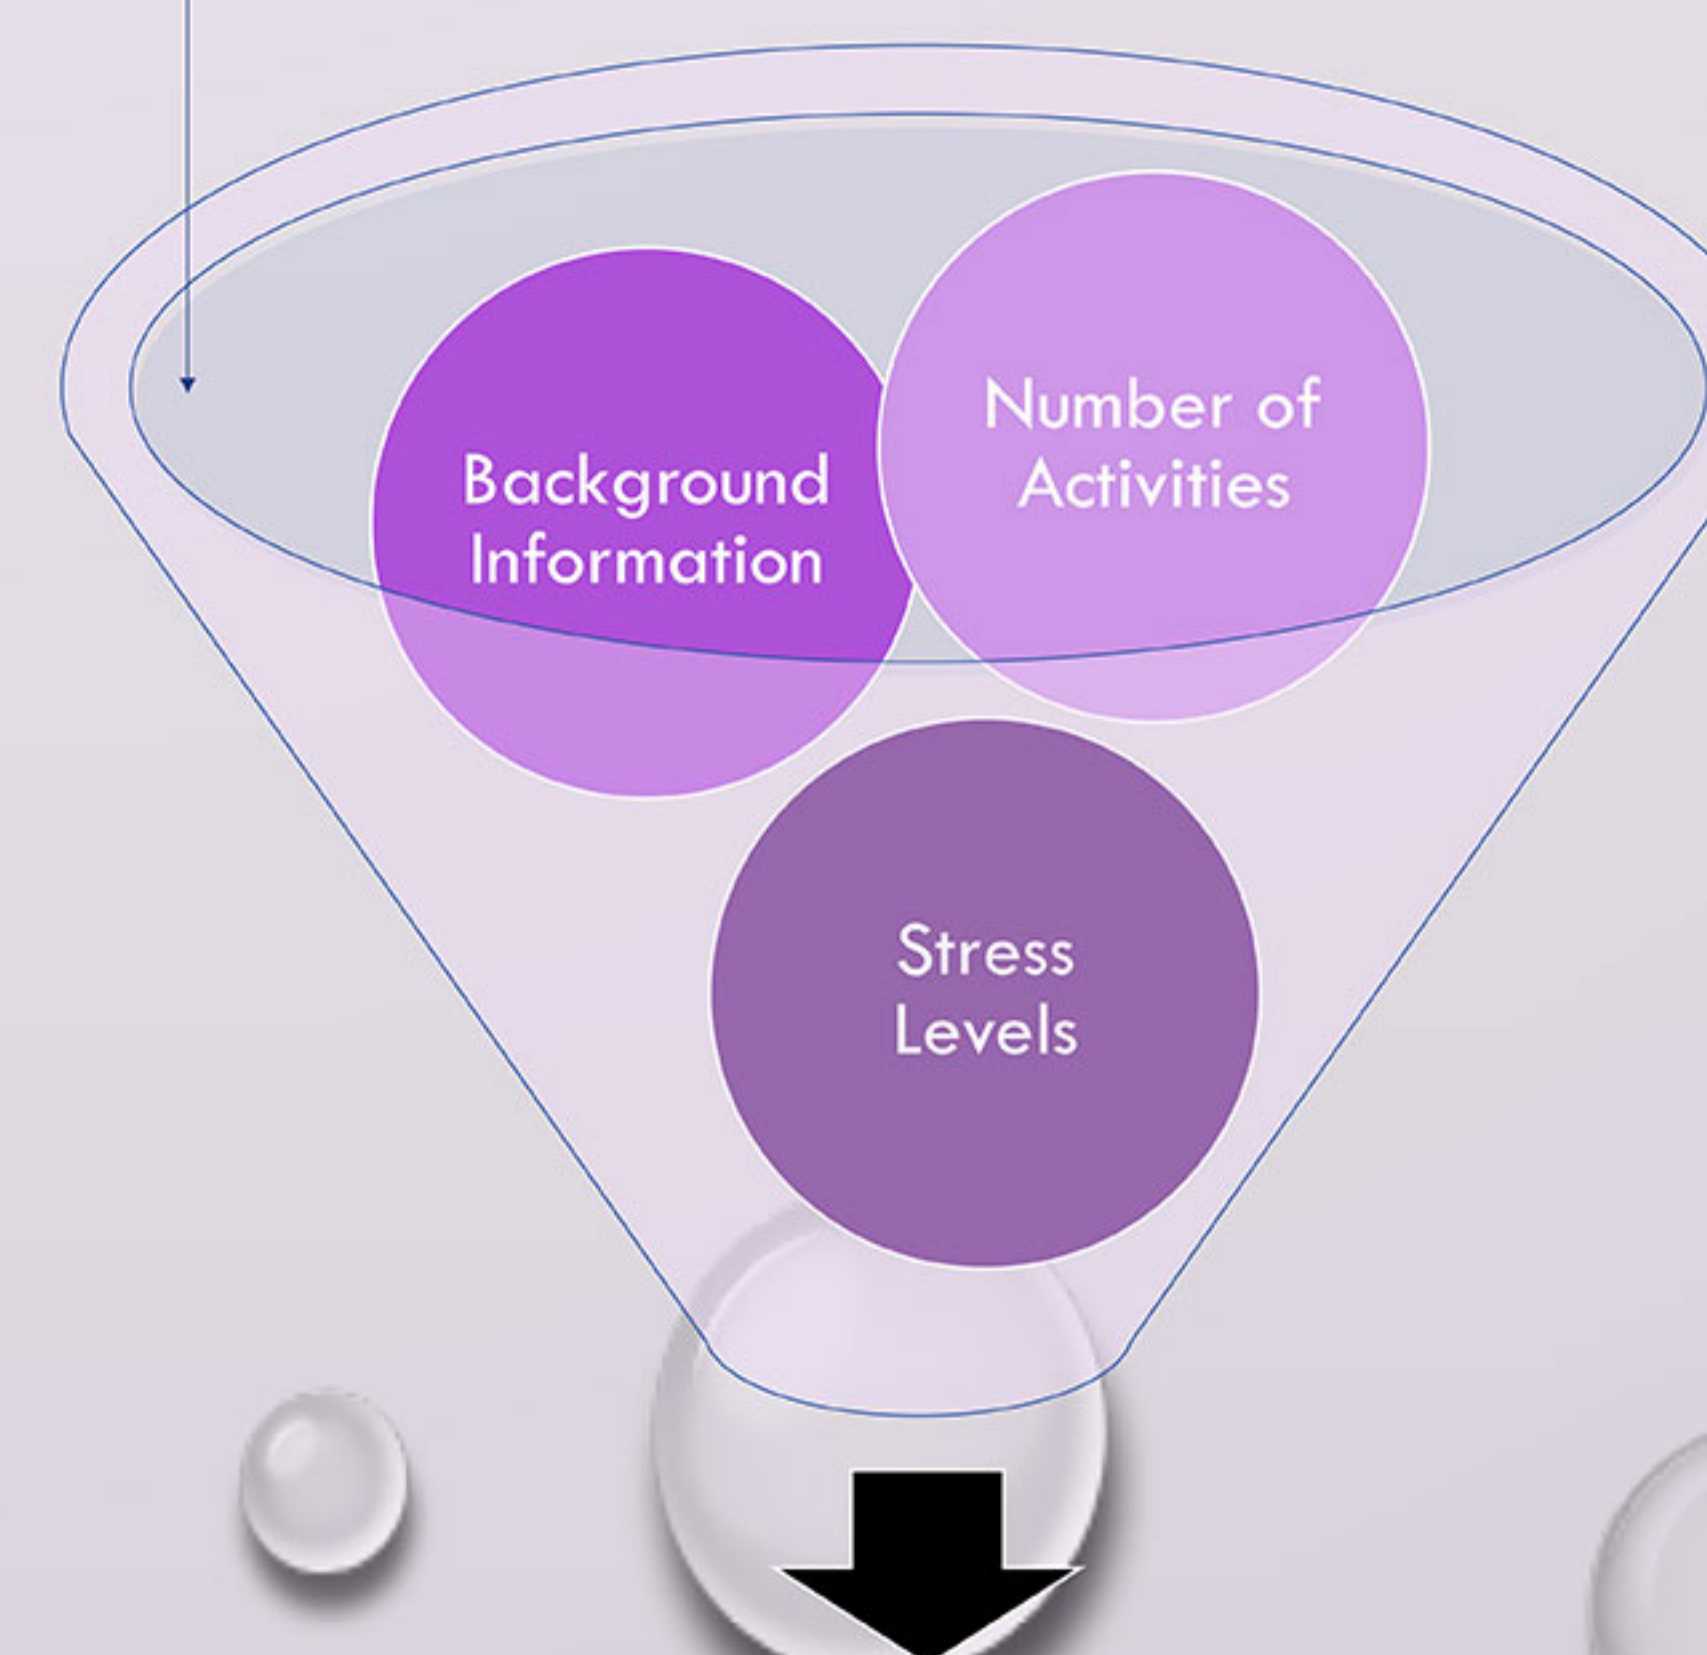 Background
Information
Number of
Activities
Stress
Levels